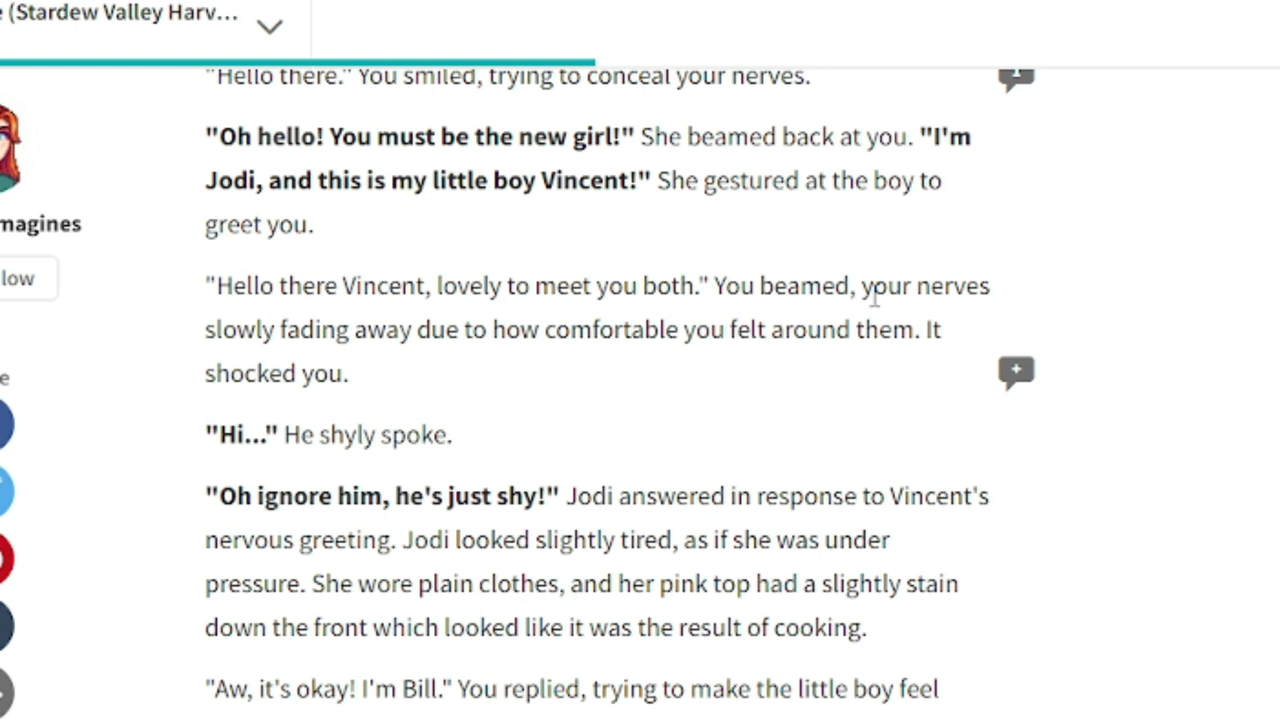 (Stardew Valley Harv...
"Hello there." You smiled, trying to conceal your nerves.
"Oh hello! You must be the new girl!" She beamed back at you. "I'm
Jodi, and this is my little boy Vincent!" She gestured at the boy to
greet you.
magines
low
"Hello there Vincent, lovely to meet you both." You beamed, your nerves
slowly fading away due to how comfortable you felt around them. It
shocked you.
e
"Hi..." He shyly spoke.
"Oh ignore him, he's just shy!" Jodi answered in response to Vincent's
nervous greeting. Jodi looked slightly tired, as if she was under
pressure. She wore plain clothes, and her pink top had a slightly stain
down the front which looked like it was the result of cooking.
"Aw, it's okay! I'm Bill." You replied, trying to make the little boy feel